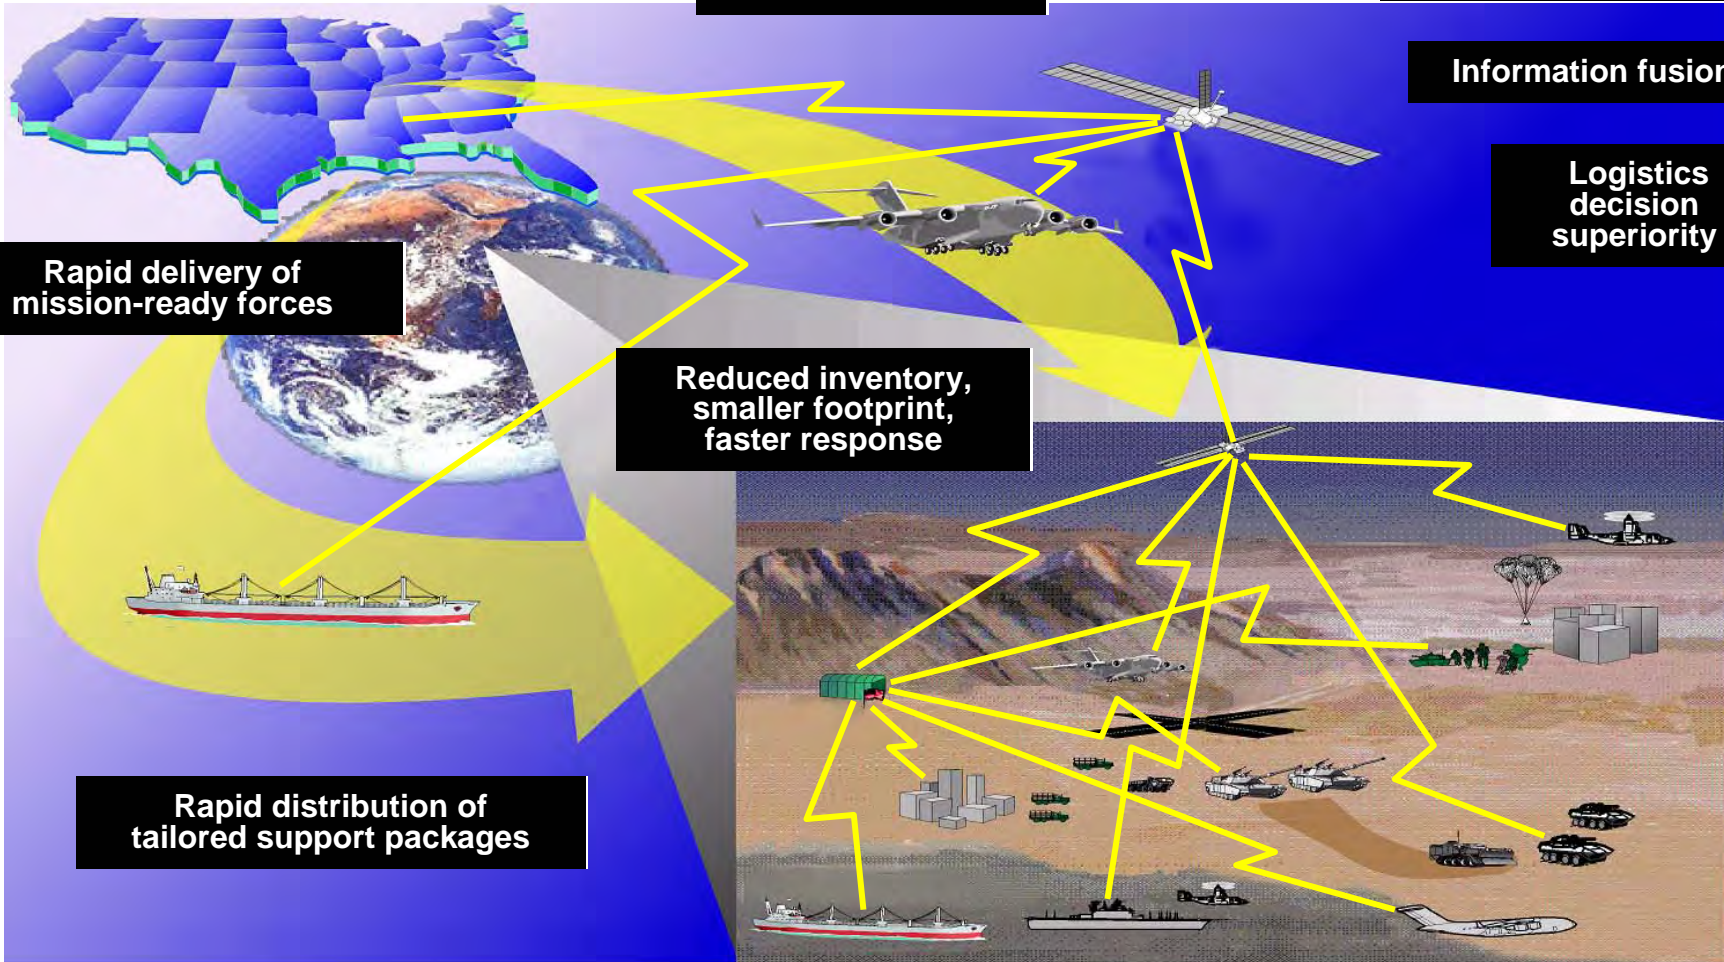 Information fusion
Logistics
decision
superiority
Rapid delivery of
mission-ready forces
Reduced inventory,
smaller footprint,
faster response
Rapid distribution of
tailored support packages